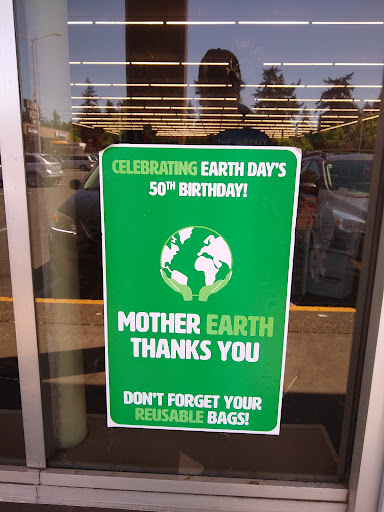 CELEBRATING EARTH DAY'S
50TH BIRTHDAY!
MOTHER EARTH
THANKS YOU
DON'T FORGET YOUR
REUSABLE BAGS!